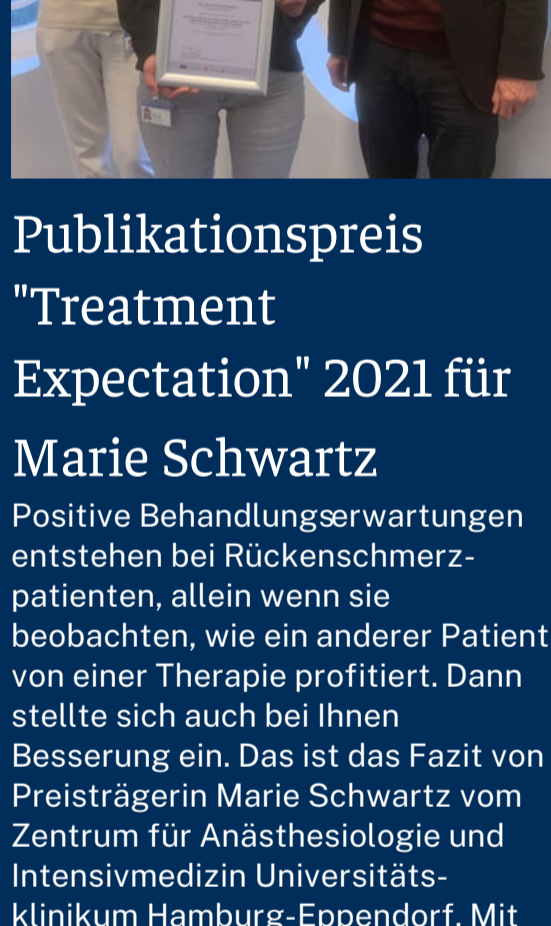 Publikationspreis
"Treatment
Expectation" 2021 für
Marie Schwartz
Positive Behandlungserwartungen
entstehen bei Rückenschmerz-
patienten, allein wenn sie
beobachten, wie ein anderer Patient
von einer Therapie profitiert. Dann
stellte sich auch bei Ihnen
Besserung ein. Das ist das Fazit von
Preisträgerin Marie Schwartz vom
Zentrum für Anästhesiologie und
Intensivmedizin Universitäts-
klinikum Hamburg-Eppendorf. Mit